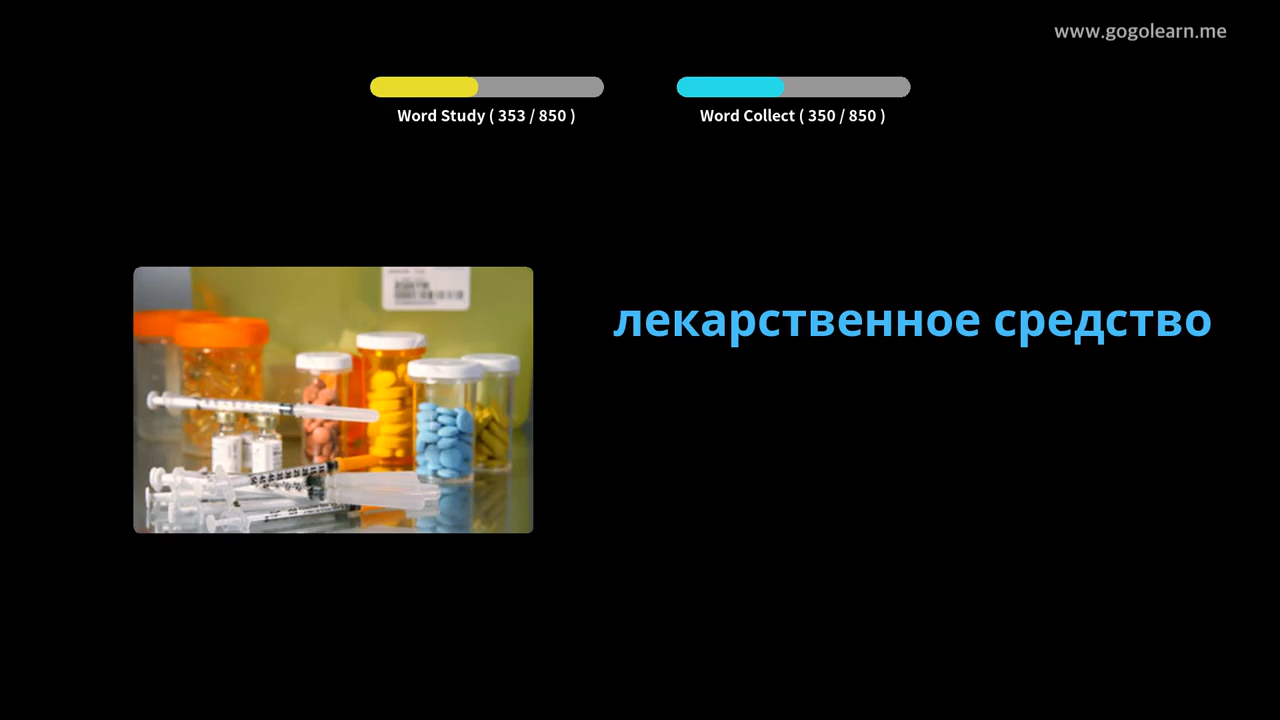 www.gogolearn.me
Word Study ( 353 / 850 )
Word Collect ( 350 / 850 )
лекарственное средство